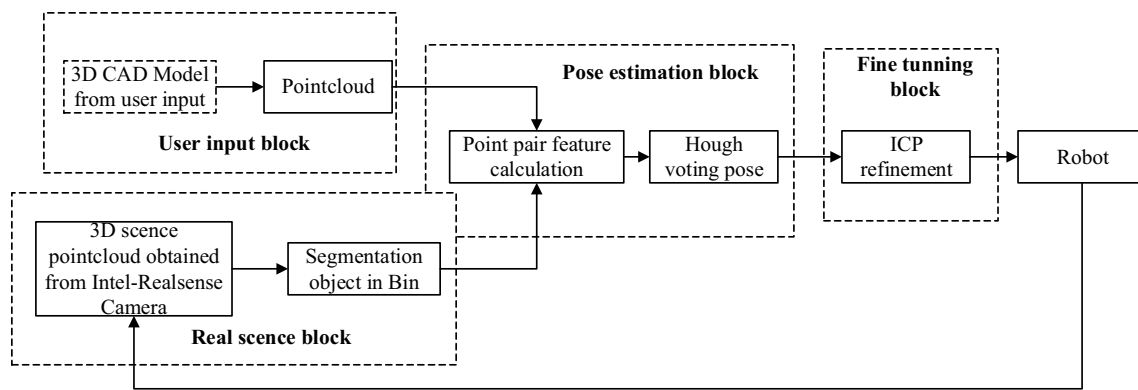 3D CAD Model
from user input
Pointcloud
User input block
Pose estimation block
Point pair feature
calculation
Hough
voting pose
Fine tunning
block
ICP
refinement
Robot
3D scence
pointcloud obtained
from Intel-Realsense
Camera
Segmentation
object in Bin
Real scence block